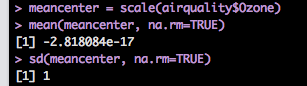 > meancenter = scale(airquality$Ozone)
> mean(meancenter, na.rm=TRUE)
[1] -2.818084e-17
> sd(meancenter, na.rm=TRUE)
[1] 1